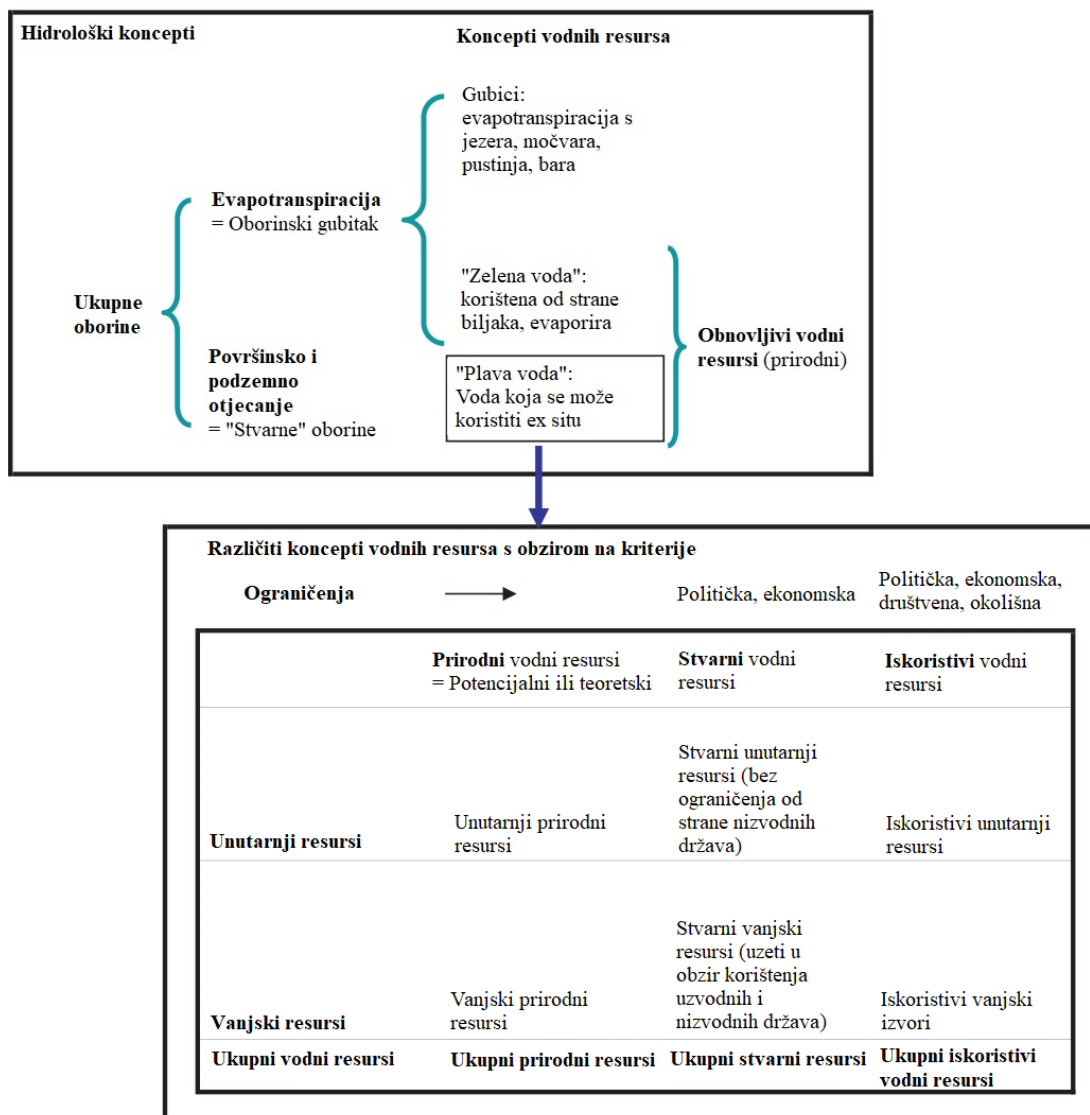 Hidrološki koncepti
Koncepti vodnih resursa
Gubici:
evapotranspiracija s
jezera, močvara,
pustinja, bara
Evapotranspiracija
= Oborinski gubitak
"Zelena voda":
korištena od strane
biljaka, evaporira
Ukupne
oborine
Obnovljivi vodni
resursi (prirodni)
Površinsko i
podzemno
otjecanje
= "Stvarne" oborine
"Plava voda":
Voda koja se može
koristiti ex situ
Različiti koncepti vodnih resursa s obzirom na kriterije
Ograničenja
Politička, ekonomska
Politička, ekonomska,
društvena, okolišna
Prirodni vodni resursi
= Potencijalni ili teoretski
Stvarni vodni
resursi
Iskoristivi vodni
resursi
Unutarnji resursi
Unutarnji prirodni
resursi
Stvarni unutarnji
resursi (bez
ograničenja od
strane nizvodnih
država)
Iskoristivi unutarnji
resursi
Vanjski resursi
Vanjski prirodni
resursi
Stvarni vanjski
resursi (uzeti u
obzir korištenja
uzvodnih i
nizvodnih država)
Iskoristivi vanjski
izvori
Ukupni vodni resursi
Ukupni prirodni resursi
Ukupni stvarni resursi
Ukupni iskoristivi
vodni resursi